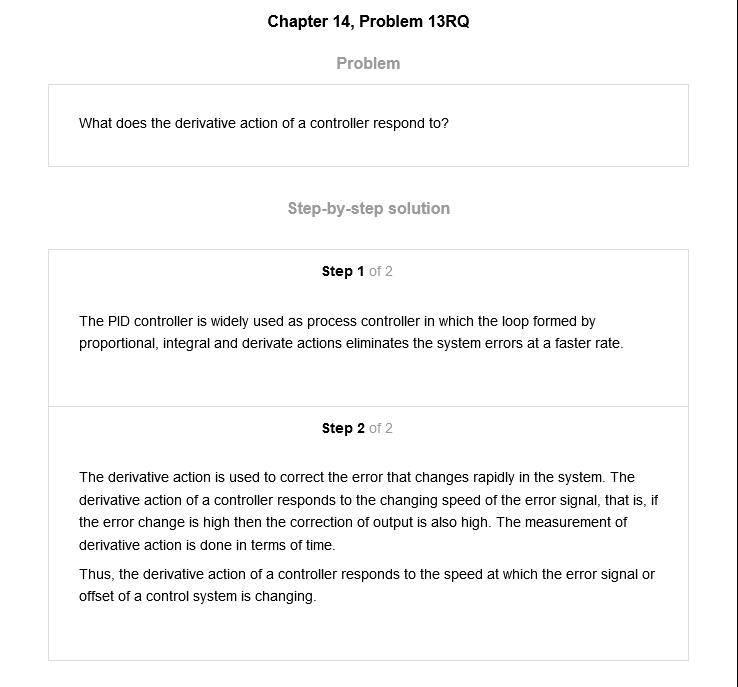 Chapter 14, Problem 13RQ
Problem
What does the derivative action of a controller respond to?
Step-by-step solution
Step 1 of 2
The PID controller is widely used as process controller in which the loop formed by
proportional, integral and derivate actions eliminates the system errors at a faster rate.
Step 2 of 2
The derivative action is used to correct the error that changes rapidly in the system. The
derivative action of a controller responds to the changing speed of the error signal, that is, if
the error change is high then the correction of output is also high. The measurement of
derivative action is done in terms of time.
Thus, the derivative action of a controller responds to the speed at which the error signal or
offset of a control system is changing.